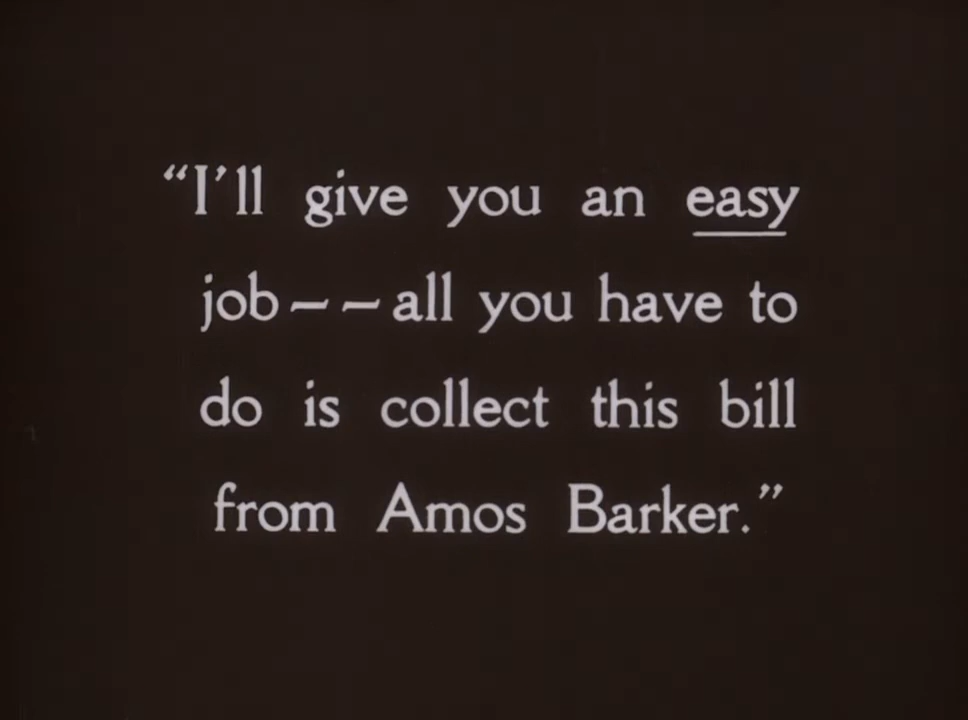 “I’ll give you an easy
job——all you have to
do is collect this bill
from Amos Barker.”